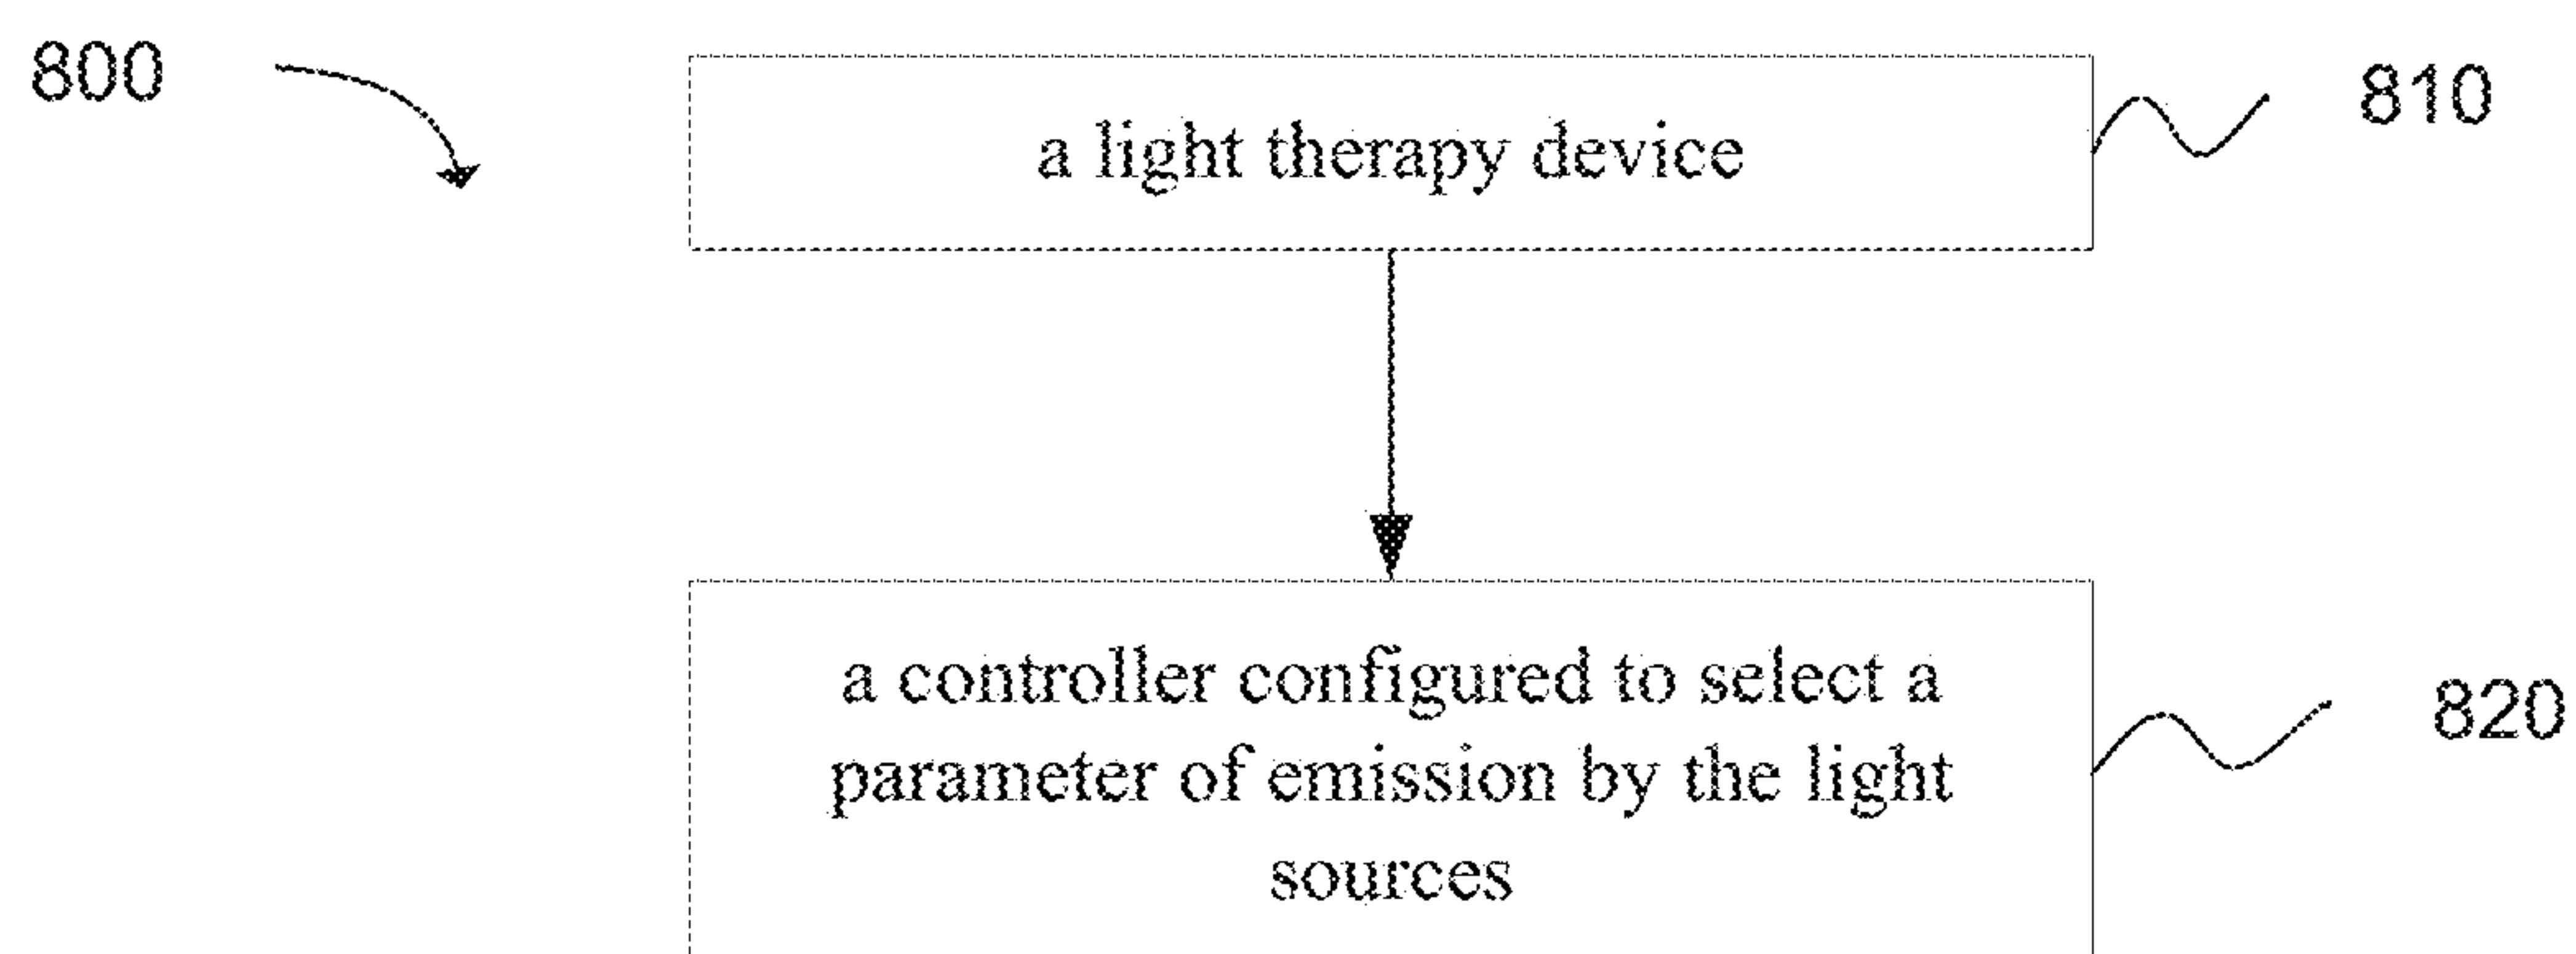 800
a light therapy device
810
a controller configured to select a
parameter of emission by the light
sources
820